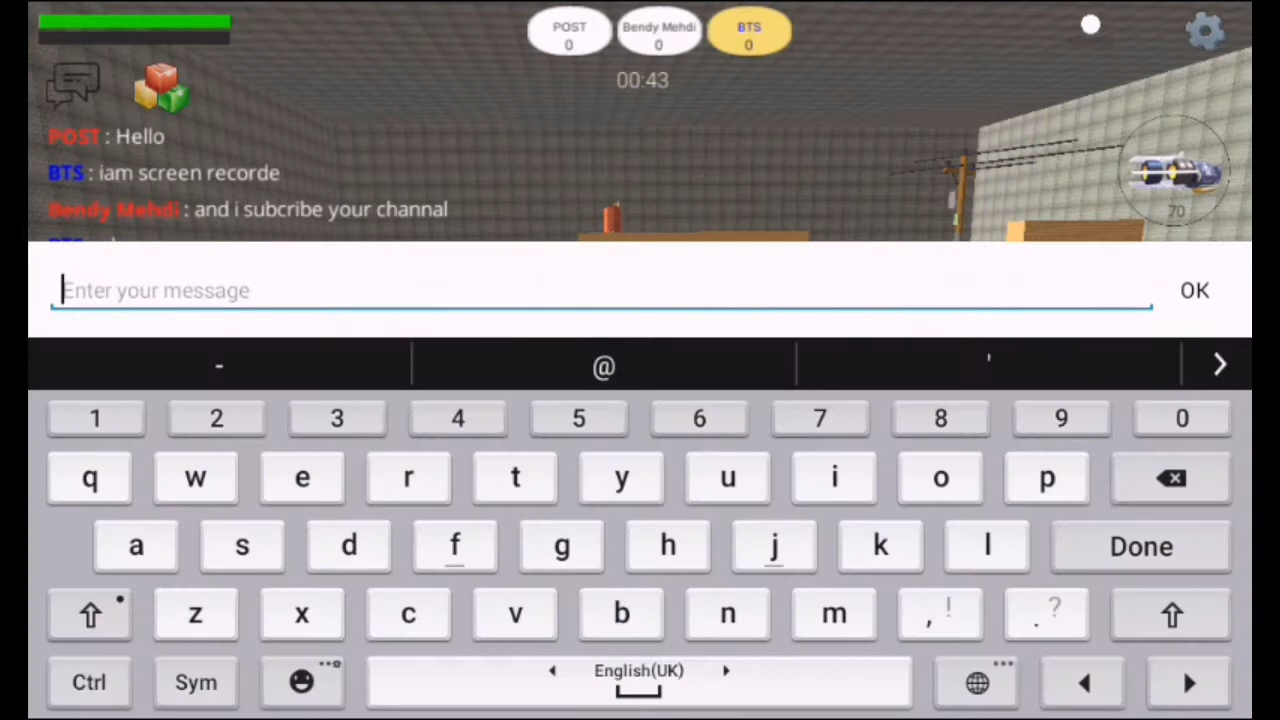 POST Bendy Mehdi BTS
0 0 0
00:43
POST : Hello
BTS : iam screen recorde
Bendy Mehdi : and i subcribe your channel
70
Enter your message OK
- @ '
1 2 3 4 5 6 7 8 9 0
q w e r t y u i o p
a s d f g h j k l Done
z x c v b n m , ! . ?
Ctrl Sym English(UK)